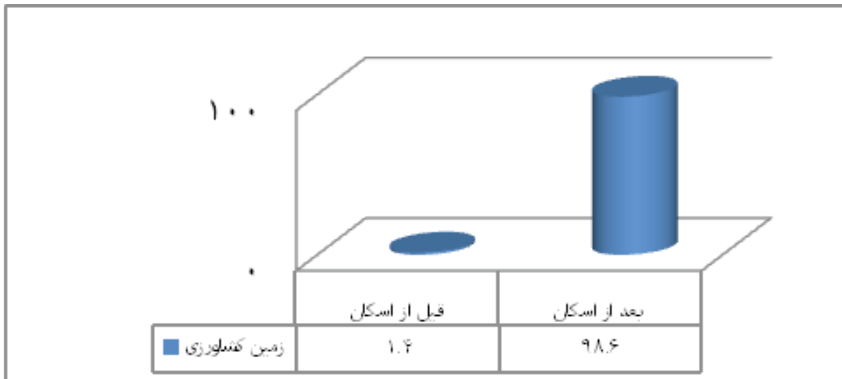 ۱۰۰
۰
قبل از اسکان بعد از اسکان
زمین کشاورزی ۱.۴ ۹۸.۶